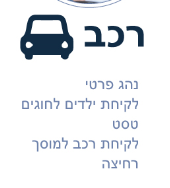 רכב
נהג פרטי
לקיחת ילדים לחוגים
טסט
לקיחת רכב למוסך
רחיצה